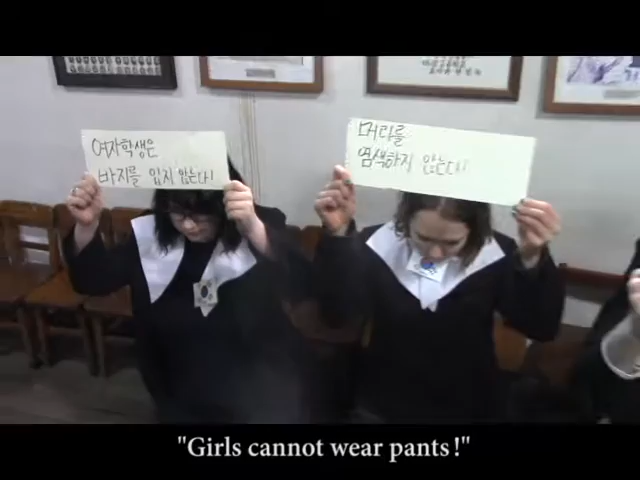 여자학생은
바지를 입지 않는다!
머리를
염색하지 않는다!
"Girls cannot wear pants!"